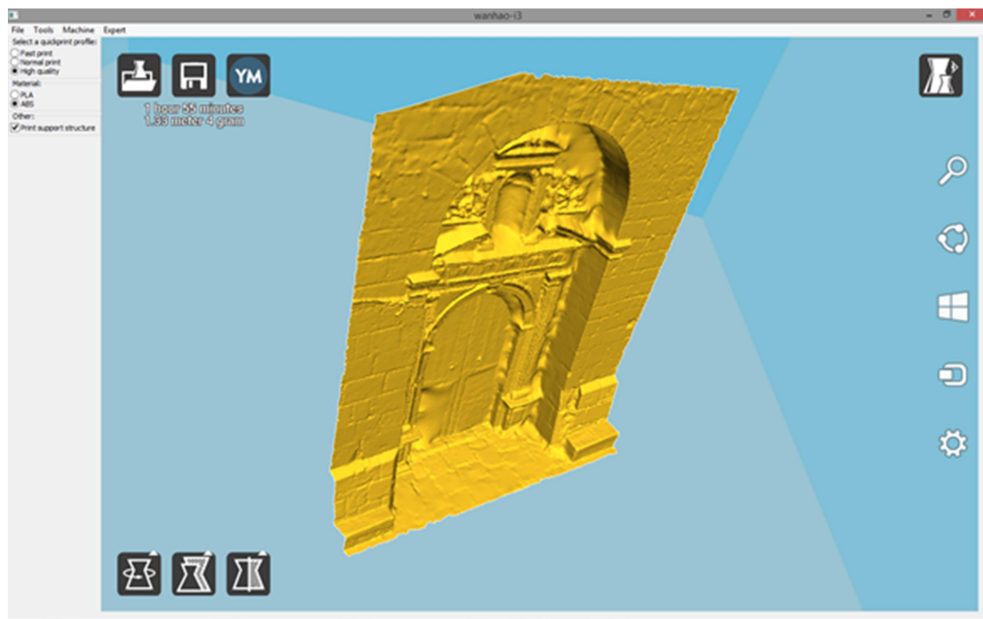 wanhao-i3
File Tools Machine Expert
Select a quickprint profile:
Fast print
Normal print
High quality
Material:
PLA
ABS
Other:
Print support structure
YM
1 hour 55 minutes
1.33 meter 4 gram